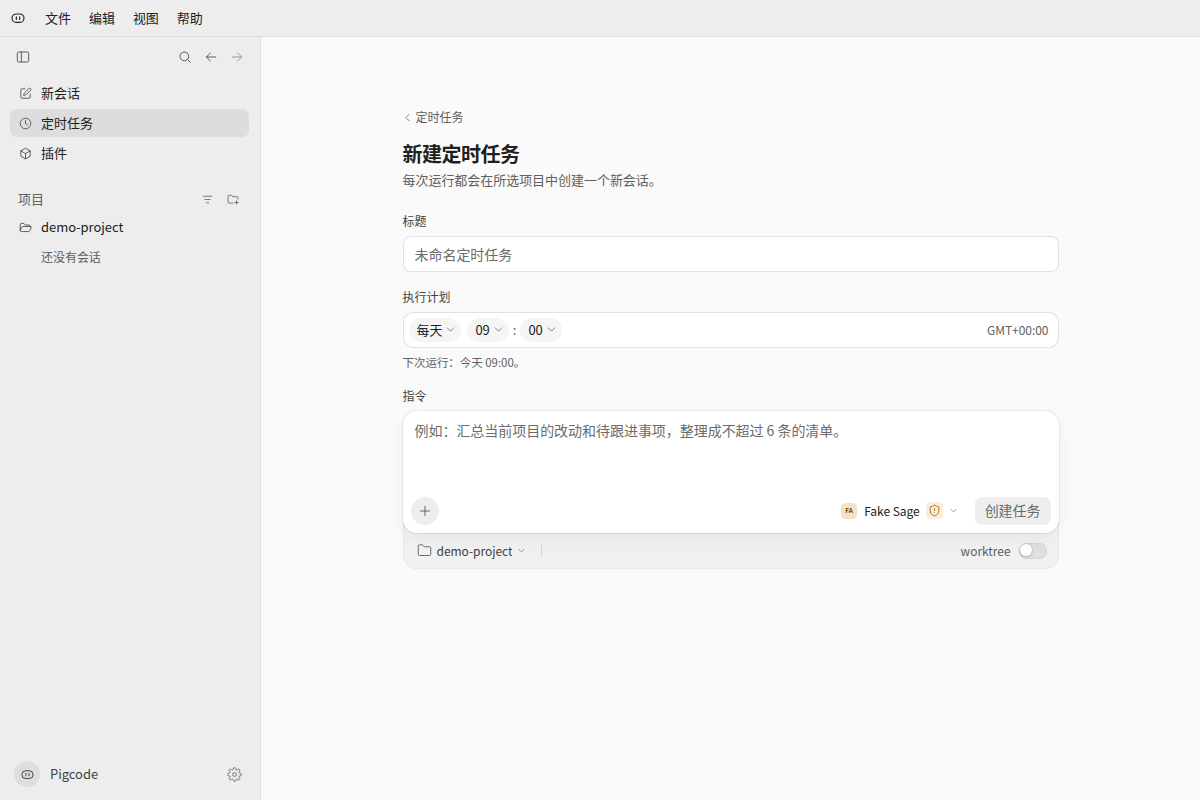 文件 编辑 视图 帮助
新会话
定时任务
插件
项目
demo-project
还没有会话
Pigcode
定时任务
新建定时任务
每次运行都会在所选项目中创建一个新会话。
标题
未命名定时任务
执行计划
每天 09 : 00 GMT+00:00
下次运行：今天 09:00。
指令
例如：汇总当前项目的改动和待跟进事项，整理成不超过 6 条的清单。
FA Fake Sage 创建任务
demo-project worktree